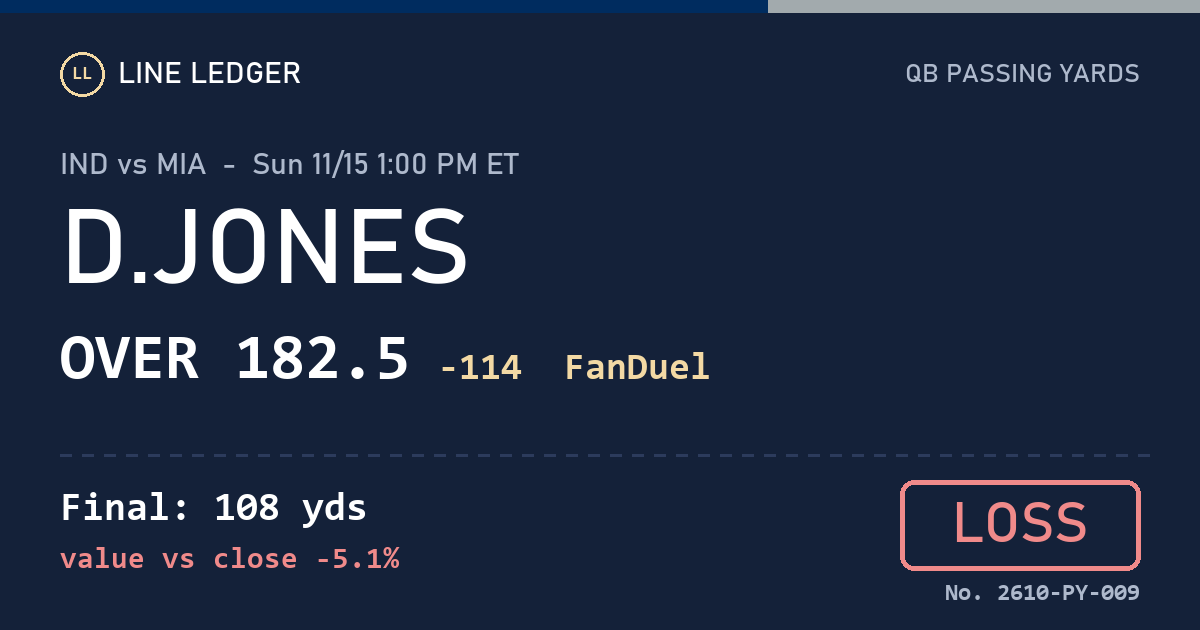 LL LINE LEDGER
QB PASSING YARDS
IND vs MIA - Sun 11/15 1:00 PM ET
D.JONES
OVER 182.5 -114 FanDuel
Final: 108 yds
value vs close -5.1%
LOSS
No. 2610-PY-009